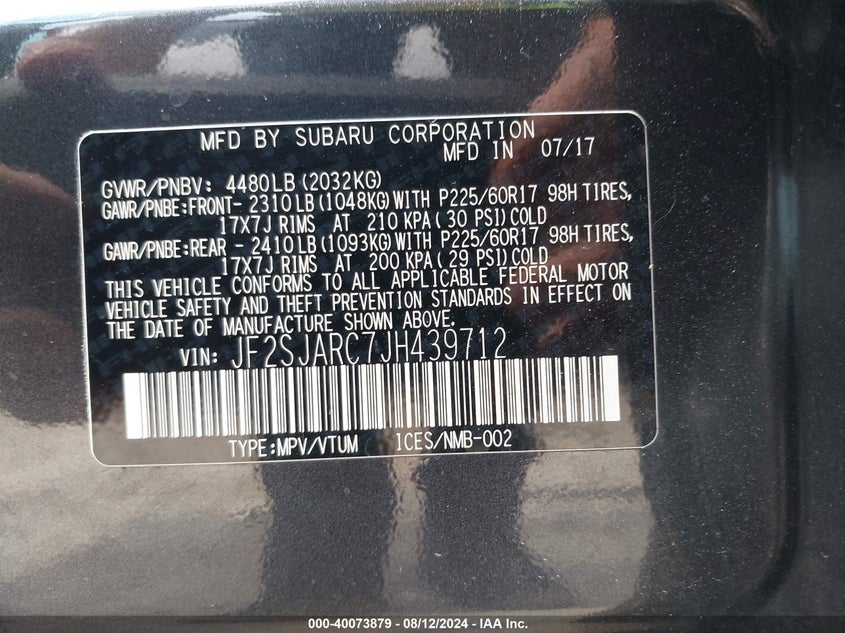 MFD BY SUBARU CORPORATION
MFD IN 07/17
GVWR/PNBV: 4480LB(2032KG)
GAWR/PNBE:FRONT- 2310LB(1048KG)WITH P225/60R17 98H TIRES,
17X7J RIMS AT 210 KPA( 30 PSI)COLD
GAWR/PNBE:REAR - 2410LB(1093KG)WITH P225/60R17 98H TIRES,
17X7J RIMS AT 200 KPA( 29 PSI)COLD
THIS VEHICLE CONFORMS TO ALL APPLICABLE FEDERAL MOTOR
VEHICLE SAFETY AND THEFT PREVENTION STANDARDS IN EFFECT ON
THE DATE OF MANUFACTURE SHOWN ABOVE.
VIN: JF2SJARC7JH439712
TYPE:MPV/VTUM ICES/NMB-002
000-40073879 - 08/12/2024 - IAA Inc.